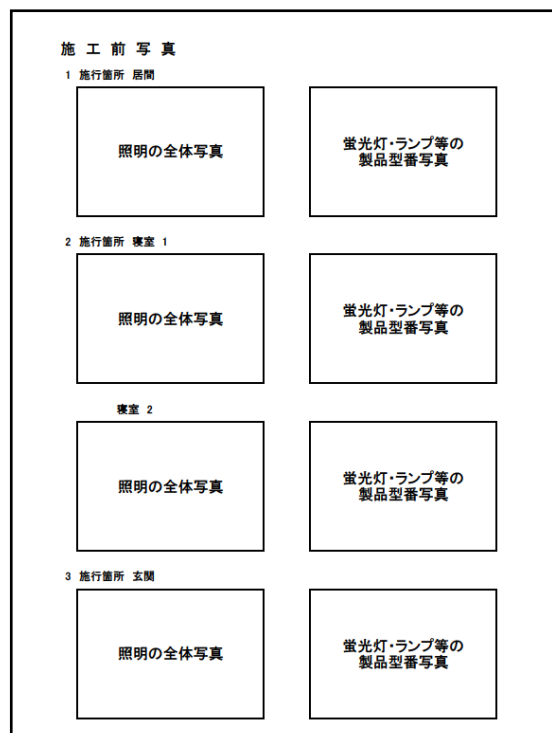 施 工 前 写 真
1 施行箇所 居間
照明の全体写真
蛍光灯・ランプ等の
製品型番写真
2 施行箇所 寝室 1
照明の全体写真
蛍光灯・ランプ等の
製品型番写真
寝室 2
照明の全体写真
蛍光灯・ランプ等の
製品型番写真
3 施行箇所 玄関
照明の全体写真
蛍光灯・ランプ等の
製品型番写真